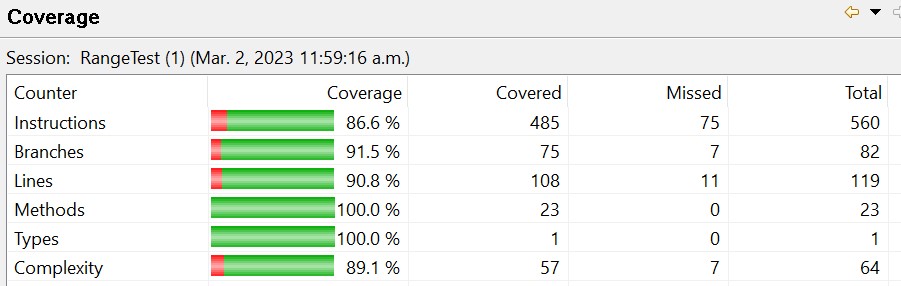 Coverage
Session: RangeTest (1) (Mar. 2, 2023 11:59:16 a.m.)
Counter Coverage Covered Missed Total
Instructions 86.6 % 485 75 560
Branches 91.5 % 75 7 82
Lines 90.8 % 108 11 119
Methods 100.0 % 23 0 23
Types 100.0 % 1 0 1
Complexity 89.1 % 57 7 64